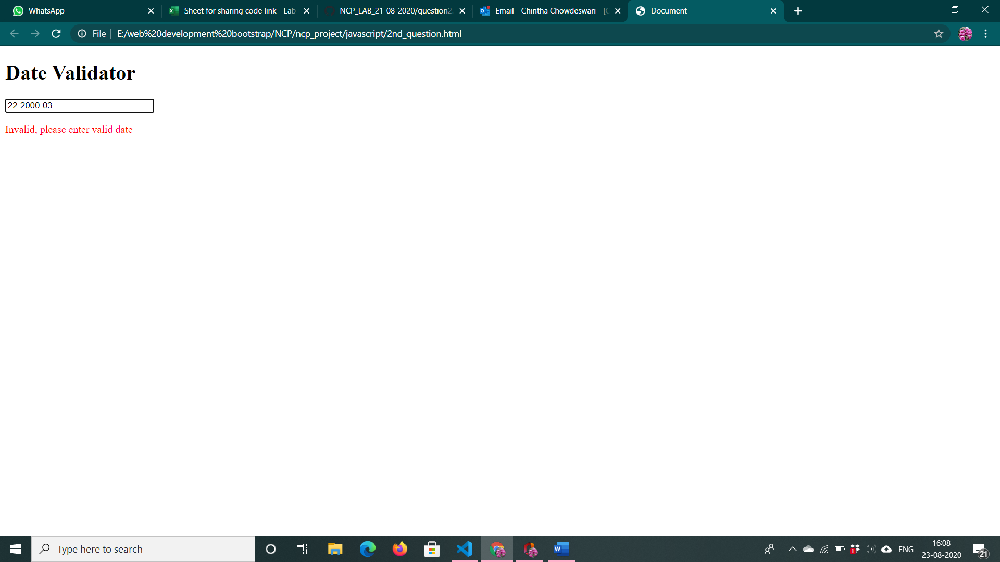 WhatsApp
Sheet for sharing code link - Lab
NCP_LAB_21-08-2020/question2
Email - Chintha Chowdeswari - [
Document
File
E:/web%20development%20bootstrap/NCP/ncp_project/javascript/2nd_question.html
Date Validator
22-2000-03
Invalid, please enter valid date
Type here to search
1
ENG
16:08
23-08-2020
21